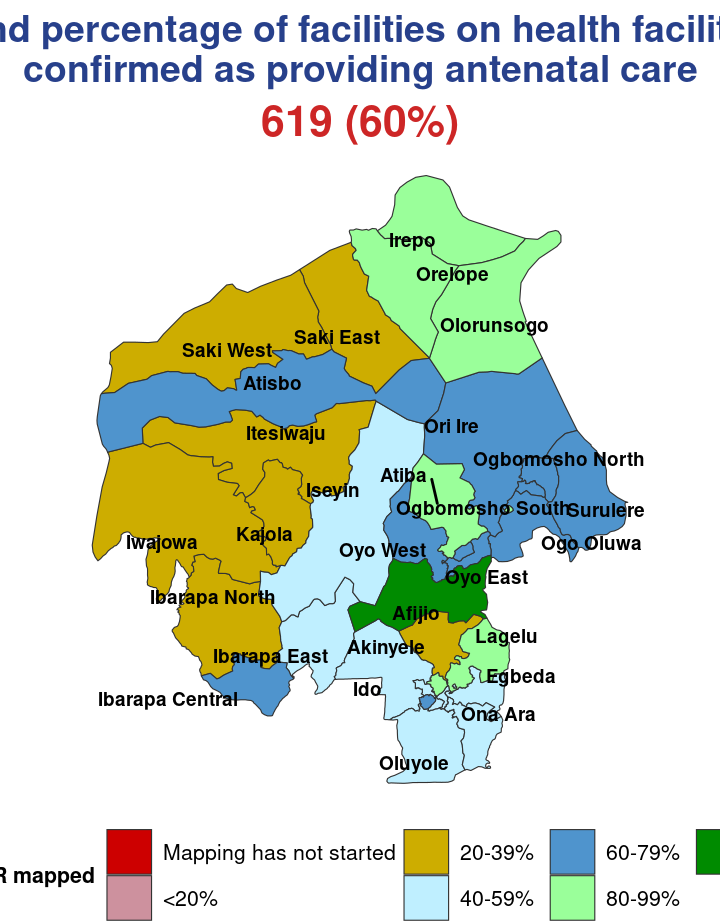 nd percentage of facilities on health facilit
confirmed as providing antenatal care
619 (60%)
Irepo
Orelope
Olorunsogo
Saki East
Saki West
Atisbo
Ori Ire
Itesiwaju
Ogbomosho North
Atiba
Iseyin
Ogbomosho South
Surulere
Kajola
Iwajowa
Ogo Oluwa
Oyo West
Oyo East
Ibarapa North
Afijio
Lagelu
Akinyele
Ibarapa East
Egbeda
Ido
Ibarapa Central
Ona Ara
Oluyole
R mapped
Mapping has not started
20-39%
60-79%
<20%
40-59%
80-99%